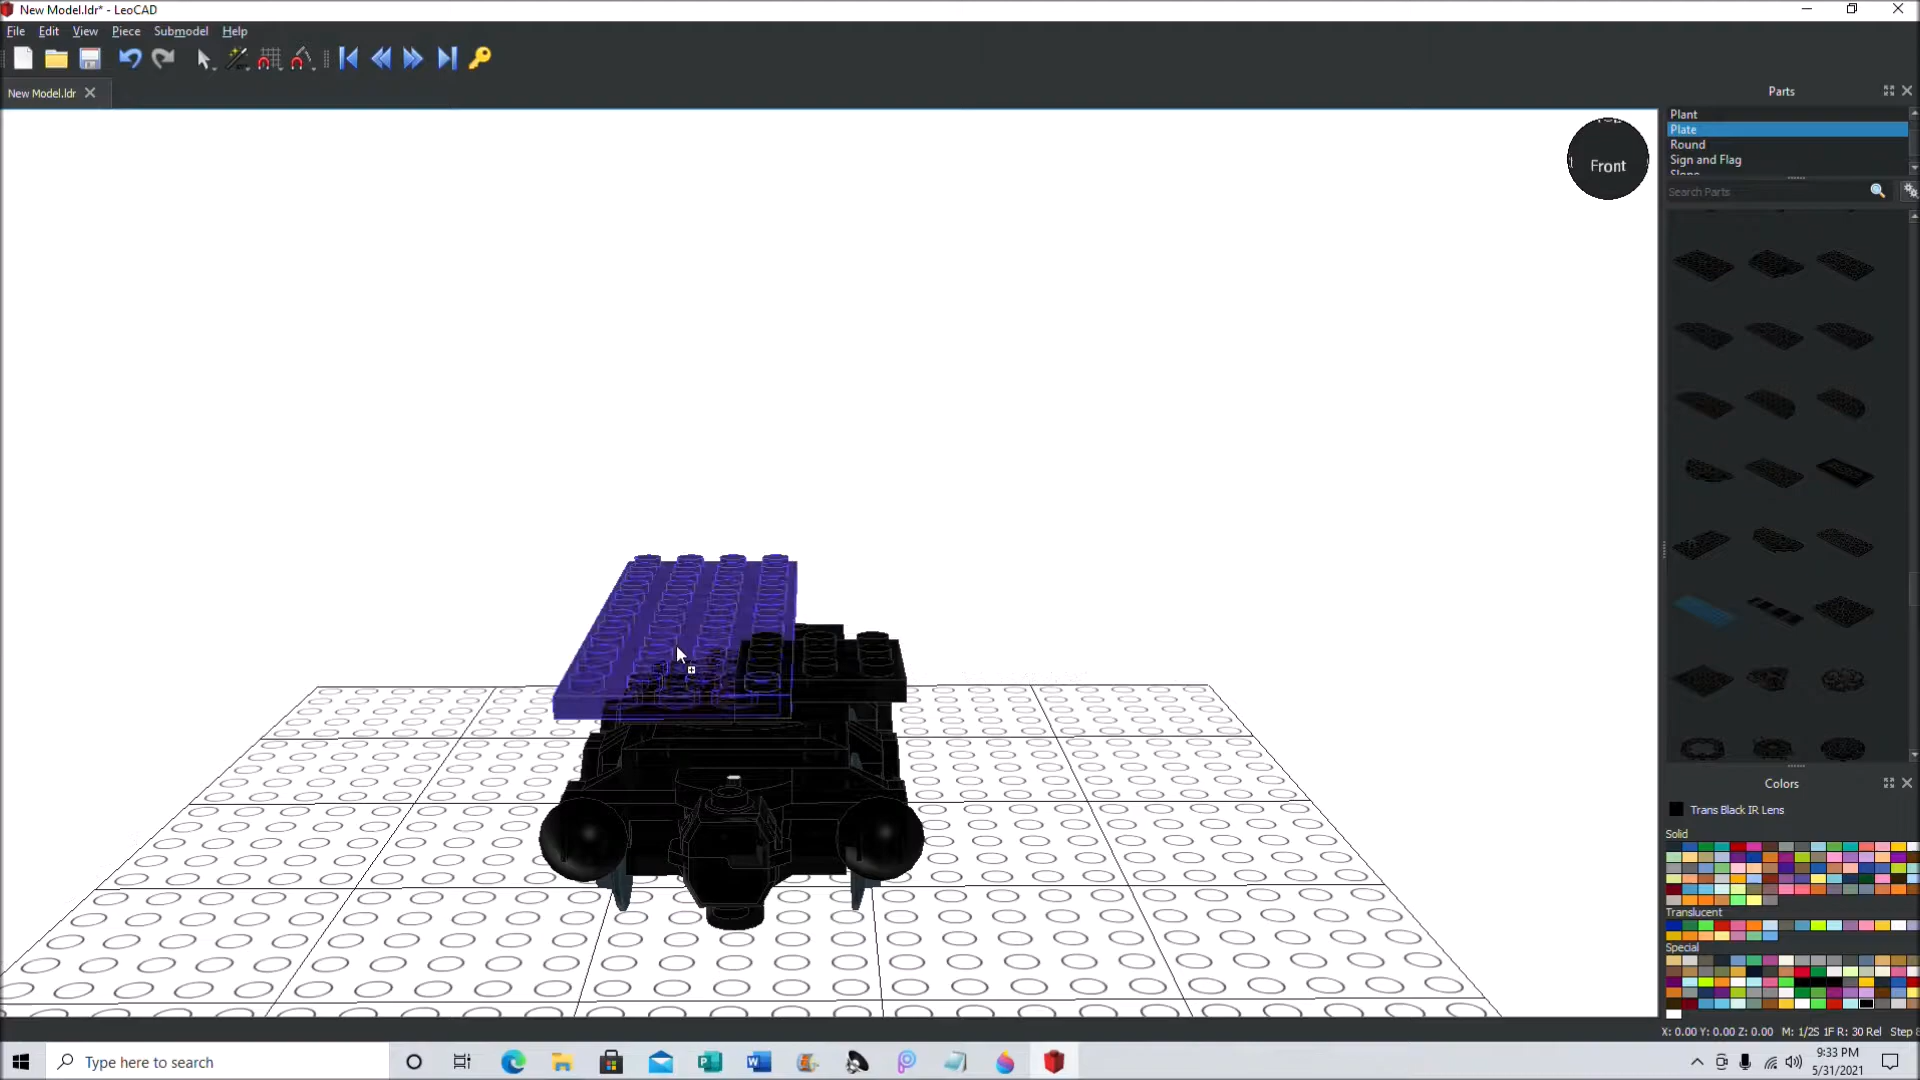 New Model.ldr* - LeoCAD
File Edit View Piece Submodel Help
New Model.ldr
Parts
Plant
Plate
Round
Sign and Flag
Slope
Search Parts
Front
Colors
Trans Black IR Lens
Solid
Translucent
Special
X: 0.00 Y: 0.00 Z: 0.00 M: 1/2S 1F R: 30 Rel Step
Type here to search
9:33 PM
5/31/2021